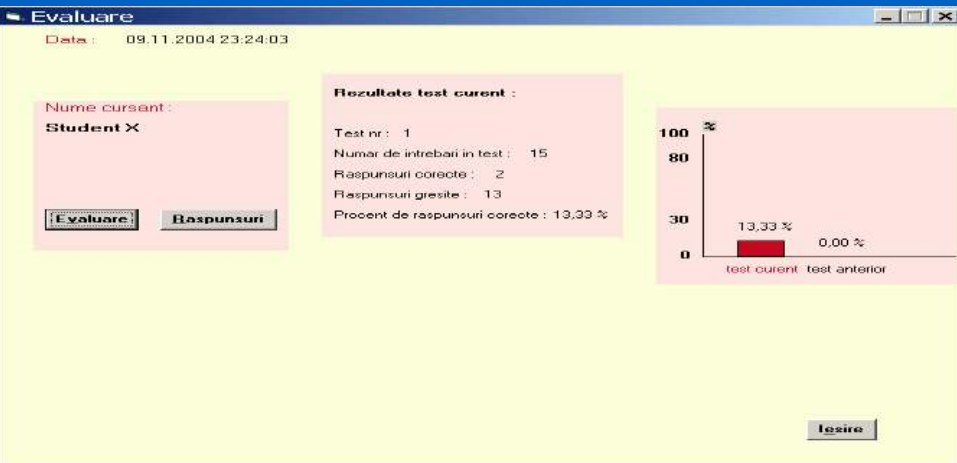 Evaluare
Data : 09.11.2004 23:24:03
Nume cursant :
Student X
Evaluare
Raspunsuri
Rezultate test curent :
Test nr : 1
Numar de intrebari in test : 15
Raspunsuri corecte : 2
Raspunsuri gresite : 13
Procent de raspunsuri corecte : 13,33 %
%
100
80
30
0
13,33 %
0,00 %
test curent test anterior
Iesire